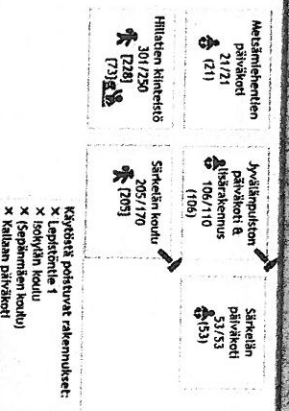 Metsämiehentien
päiväkoti
21/21
(21)
Jyvälänpuiston
päiväkoti &
lisärakennus
106/110
(106)
Särkelän
päiväkoti
53/53
(53)
Hillatien kiinteistö
301/250
[228]
[73]
Särkelän koulu
205/170
[205]
Käytöstä poistuvat rakennukset:
X Lepistöntie 1
X Isokylän koulu
X (Sepänmäen koulu)
X Kallaan päiväkoti